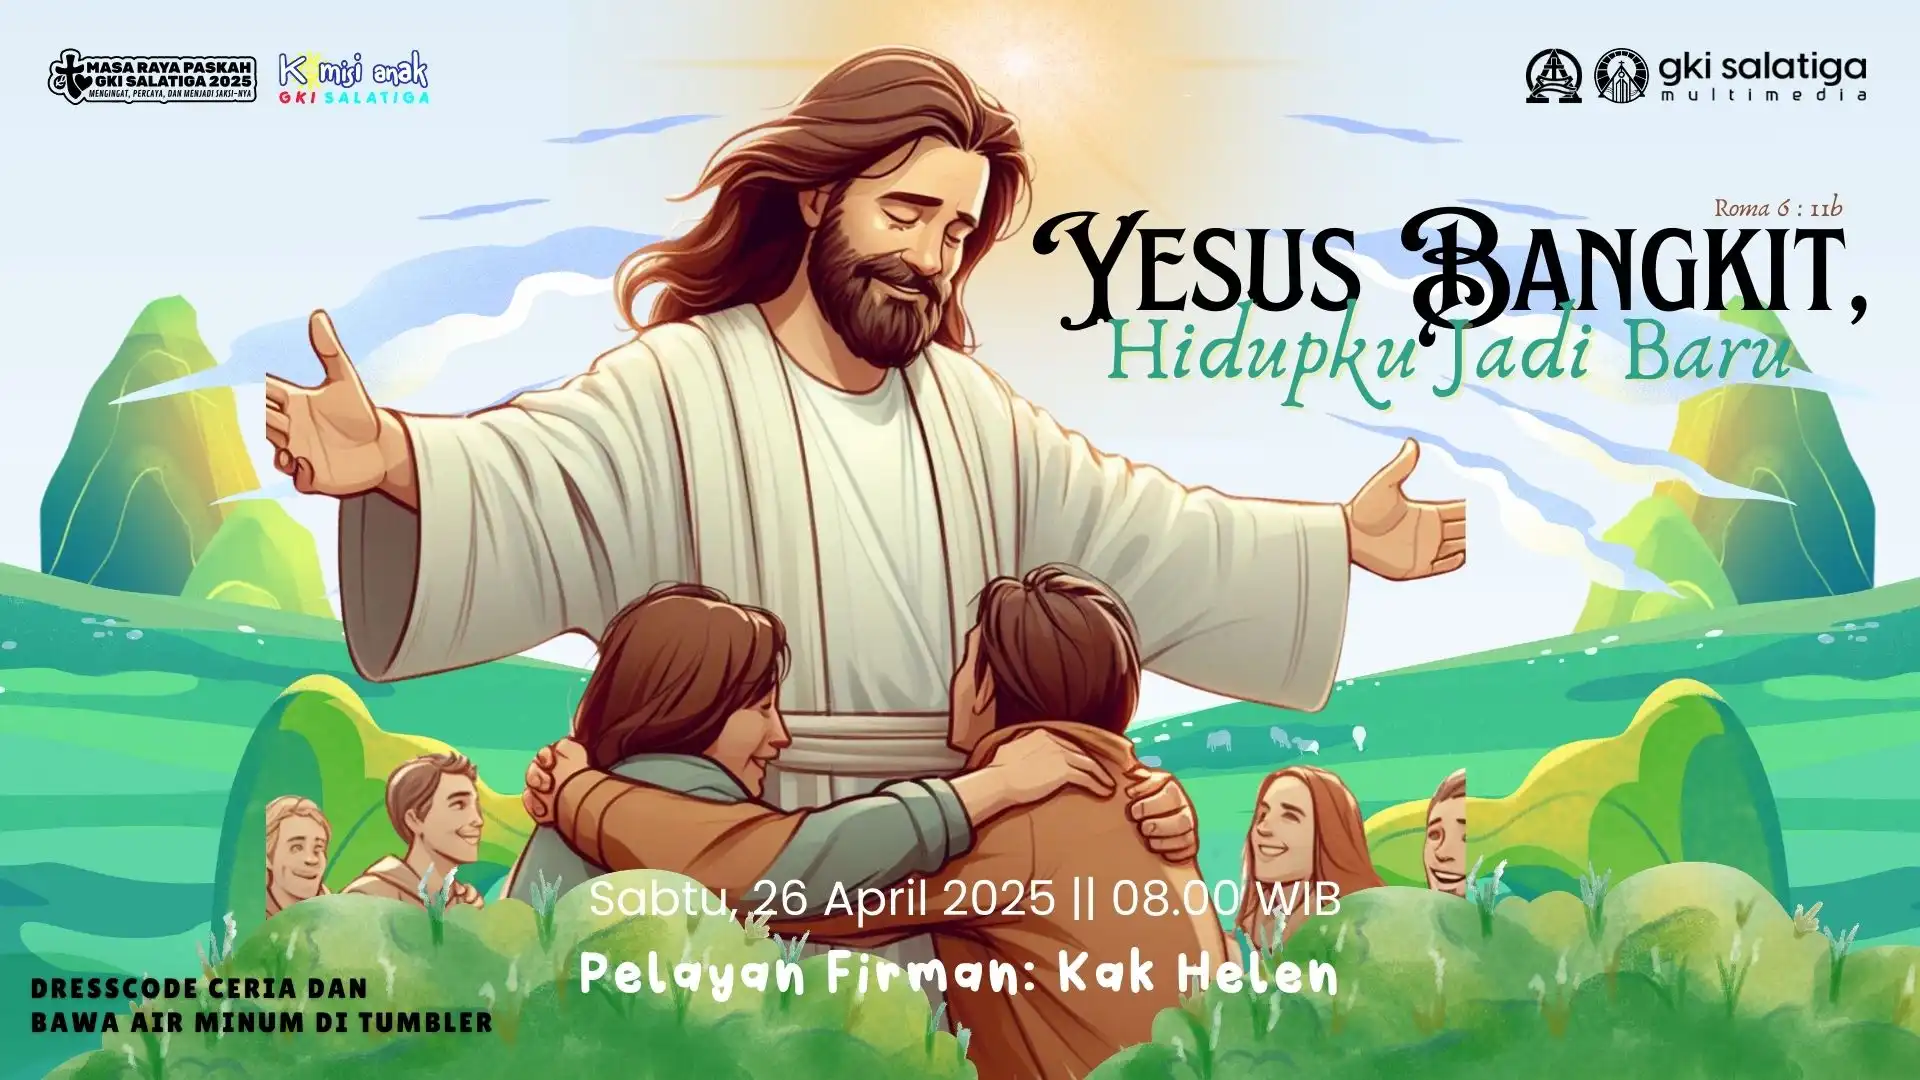 MASA RAYA PASKAH
GKI SALATIGA 2025
MENGINGAT, PERCAYA, DAN MENJADI SAKSI-NYA
Komisi anak
GKI SALATIGA
gki salatiga
multimedia
Roma 6 : 11b
YESUS BANGKIT,
Hidupku Jadi Baru
Sabtu, 26 April 2025 || 08.00 WIB
Pelayan Firman: Kak Helen
DRESSCODE CERIA DAN
BAWA AIR MINUM DI TUMBLER